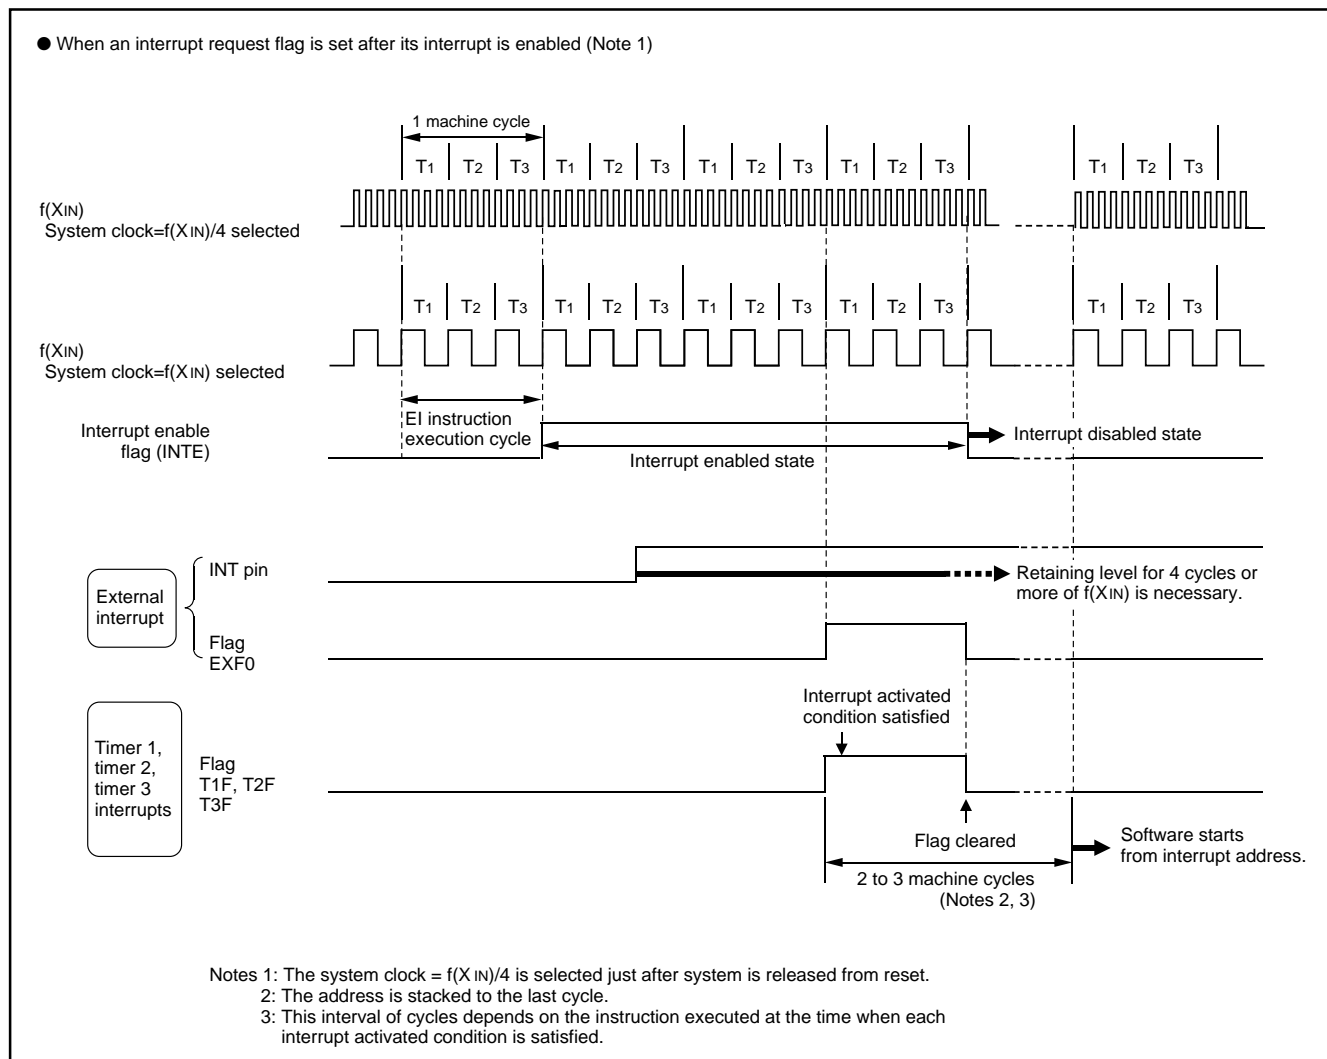 ● When an interrupt request flag is set after its interrupt is enabled (Note 1)
1 machine cycle
T1 T2 T3 T1 T2 T3 T1 T2 T3 T1 T2 T3 T1 T2 T3
f(XIN)
System clock=f(XIN)/4 selected
T1 T2 T3 T1 T2 T3 T1 T2 T3 T1 T2 T3 T1 T2 T3
f(XIN)
System clock=f(XIN) selected
EI instruction
execution cycle
Interrupt enable
flag (INTE)
Interrupt enabled state
Interrupt disabled state
External
interrupt
INT pin
Retaining level for 4 cycles or
more of f(XIN) is necessary.
Flag
EXF0
Interrupt activated
condition satisfied
Timer 1,
timer 2,
timer 3
interrupts
Flag
T1F, T2F
T3F
Flag cleared
Software starts
from interrupt address.
2 to 3 machine cycles
(Notes 2, 3)
Notes 1: The system clock = f(XIN)/4 is selected just after system is released from reset.
2: The address is stacked to the last cycle.
3: This interval of cycles depends on the instruction executed at the time when each
interrupt activated condition is satisfied.